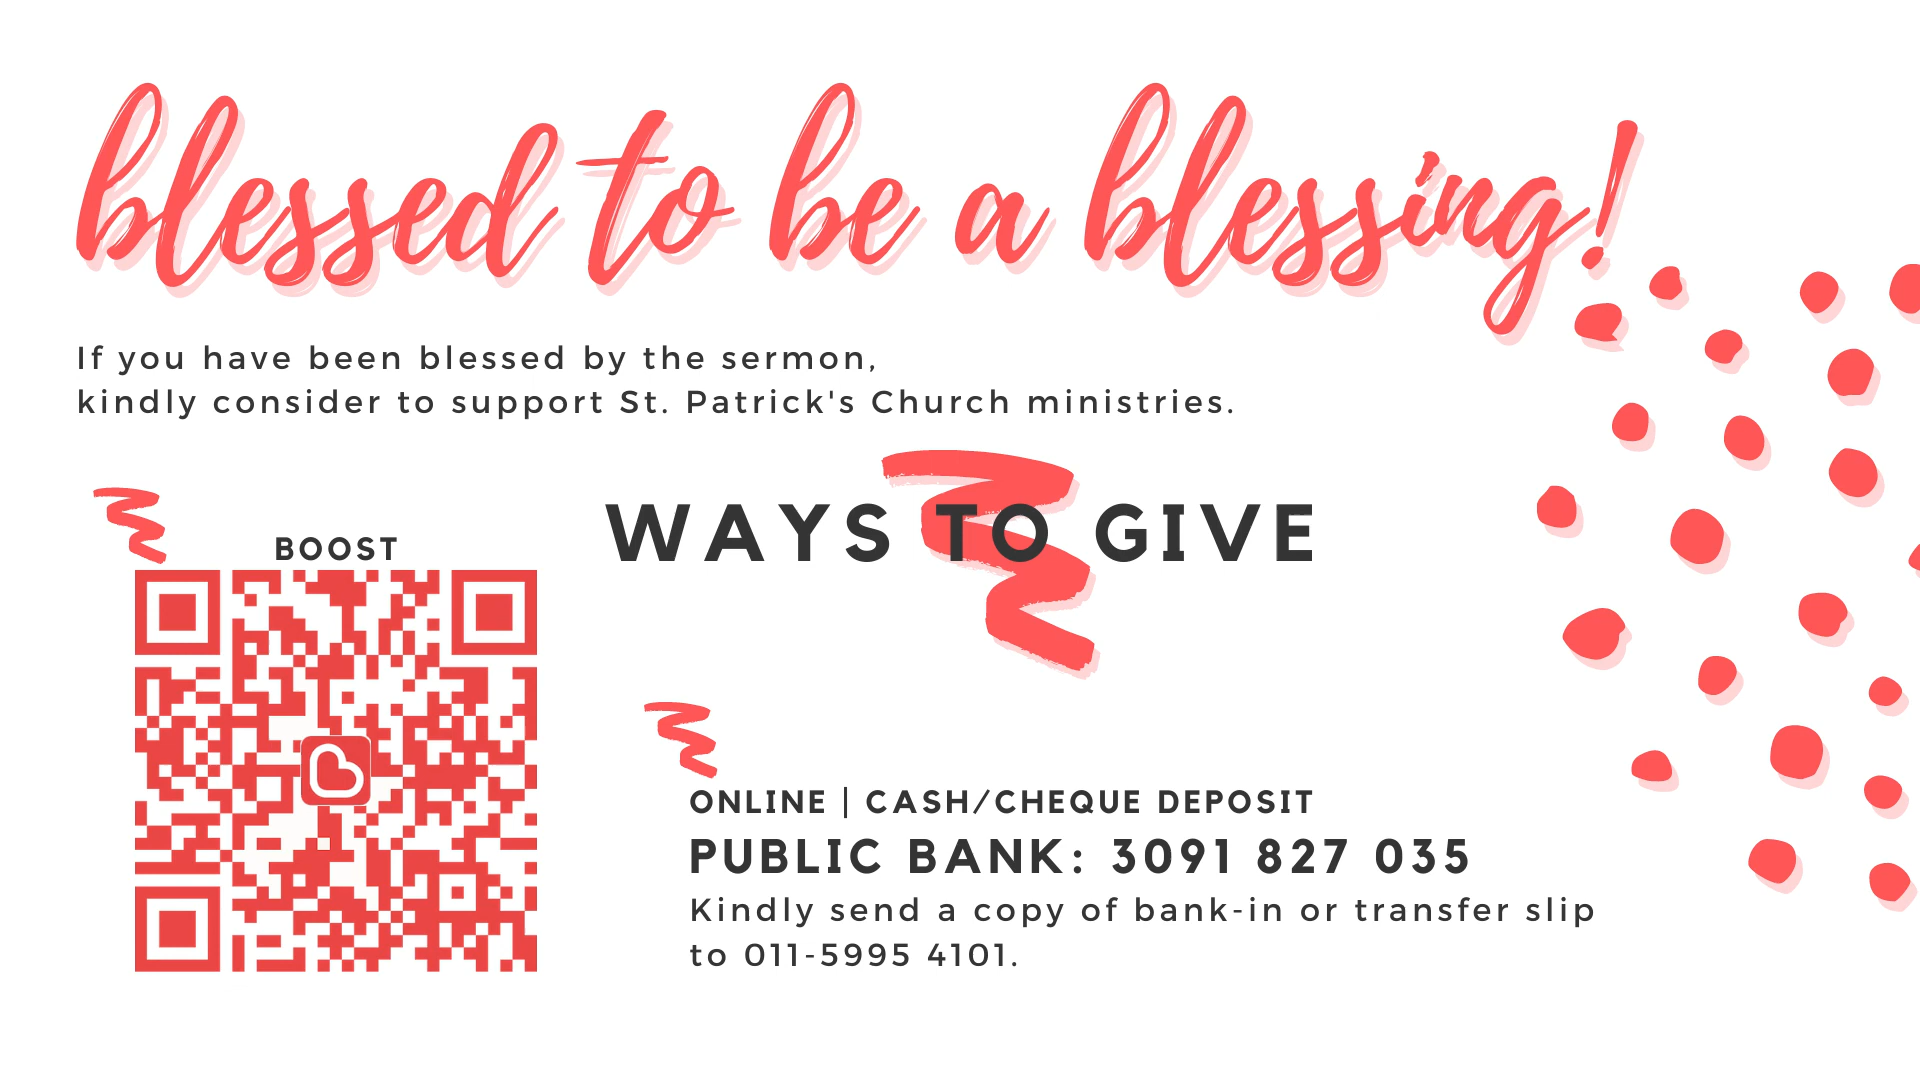 blessed to be a blessing!
If you have been blessed by the sermon,
kindly consider to support St. Patrick's Church ministries.
WAYS TO GIVE
BOOST
ONLINE | CASH/CHEQUE DEPOSIT
PUBLIC BANK: 3091 827 035
Kindly send a copy of bank-in or transfer slip
to 011-5995 4101.